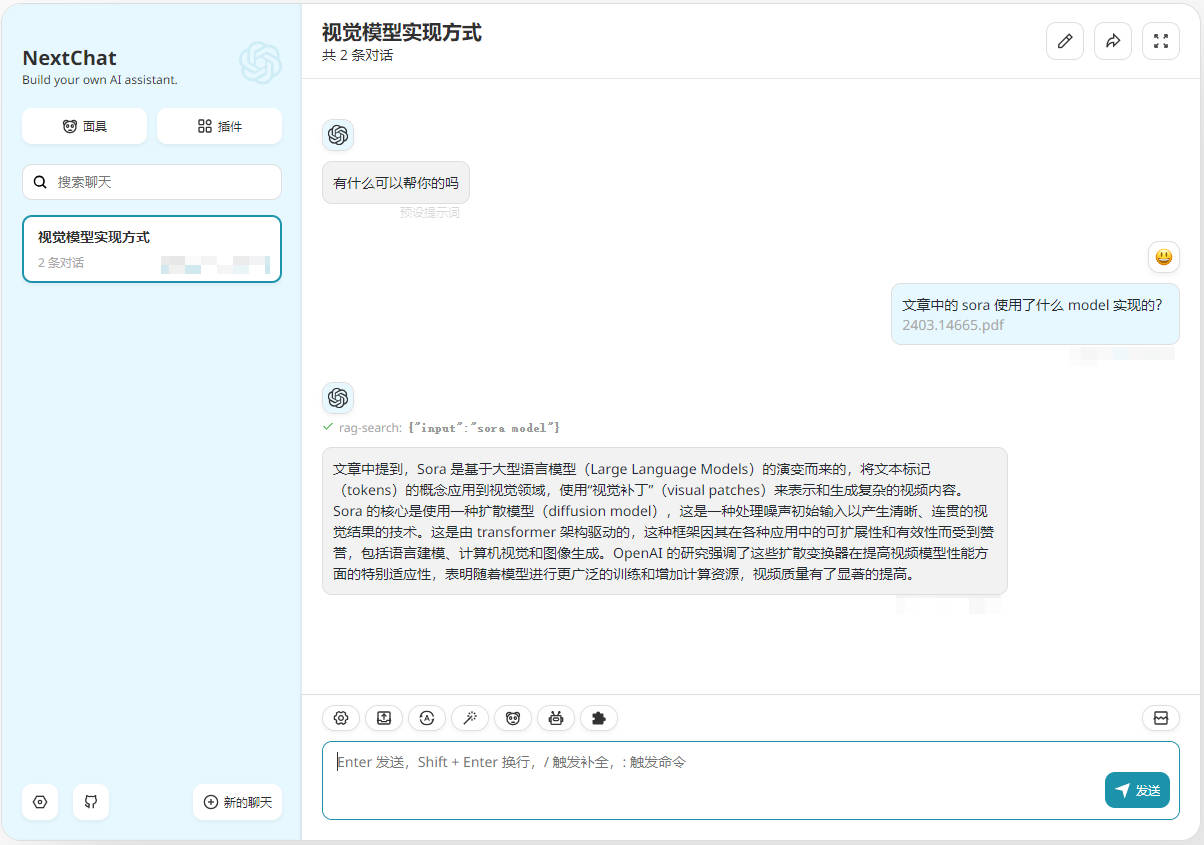 NextChat
Build your own AI assistant.
面具
插件
搜索聊天
视觉模型实现方式
2 条对话
新的聊天
视觉模型实现方式
共 2 条对话
有什么可以帮你的吗
预设提示词
文章中的 sora 使用了什么 model 实现的?
2403.14665.pdf
rag-search: {"input":"sora model"}
文章中提到，Sora 是基于大型语言模型（Large Language Models）的演变而来的，将文本标记
（tokens）的概念应用到视觉领域，使用“视觉补丁”（visual patches）来表示和生成复杂的视频内容。
Sora 的核心是使用一种扩散模型（diffusion model），这是一种处理噪声初始输入以产生清晰、连贯的视
觉结果的技术。这是由 transformer 架构驱动的，这种框架因其在各种应用中的可扩展性和有效性而受到赞
誉，包括语言建模、计算机视觉和图像生成。OpenAI 的研究强调了这些扩散变换器在提高视频模型性能方
面的特别适应性，表明随着模型进行更广泛的训练和增加计算资源，视频质量有了显著的提高。
Enter 发送，Shift + Enter 换行，/ 触发补全，: 触发命令
发送